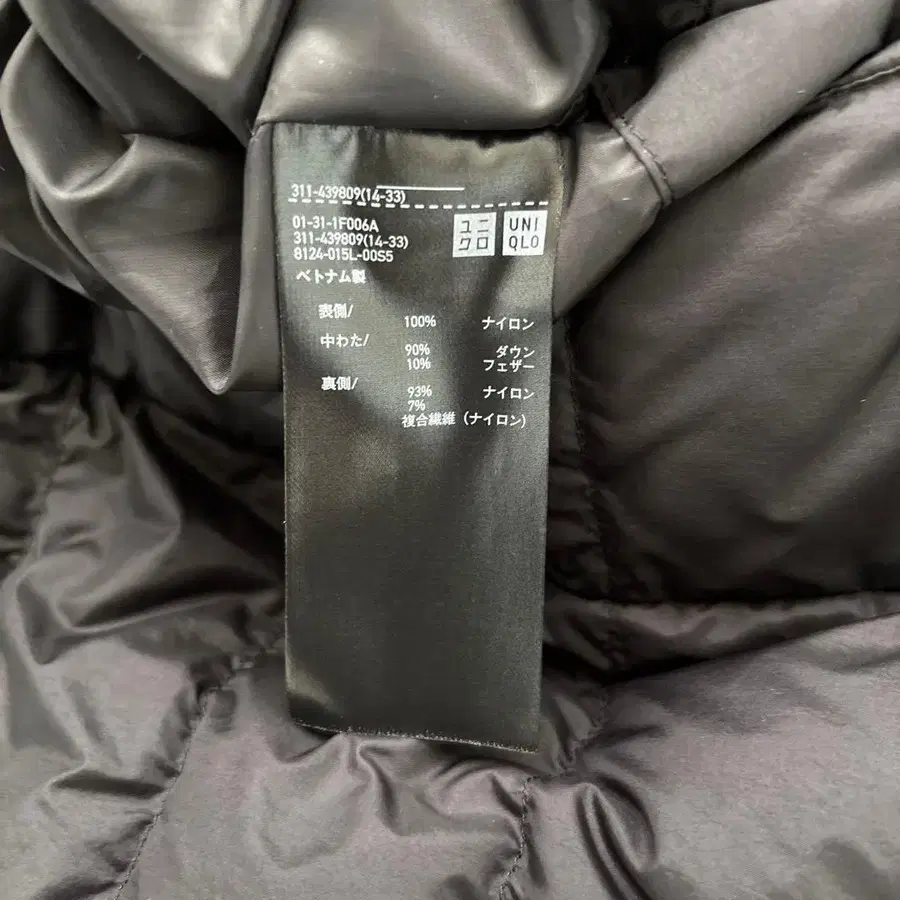 311-439809(14-33)
01-31-1F006A
311-439809(14-33)
8124-015L-00S5
ユニ
クロ
UNI
QLO
ベトナム製
表側/
100% ナイロン
中わた/
90% ダウン
10% フェザー
裏側/
93% ナイロン
7%
複合繊維 (ナイロン)